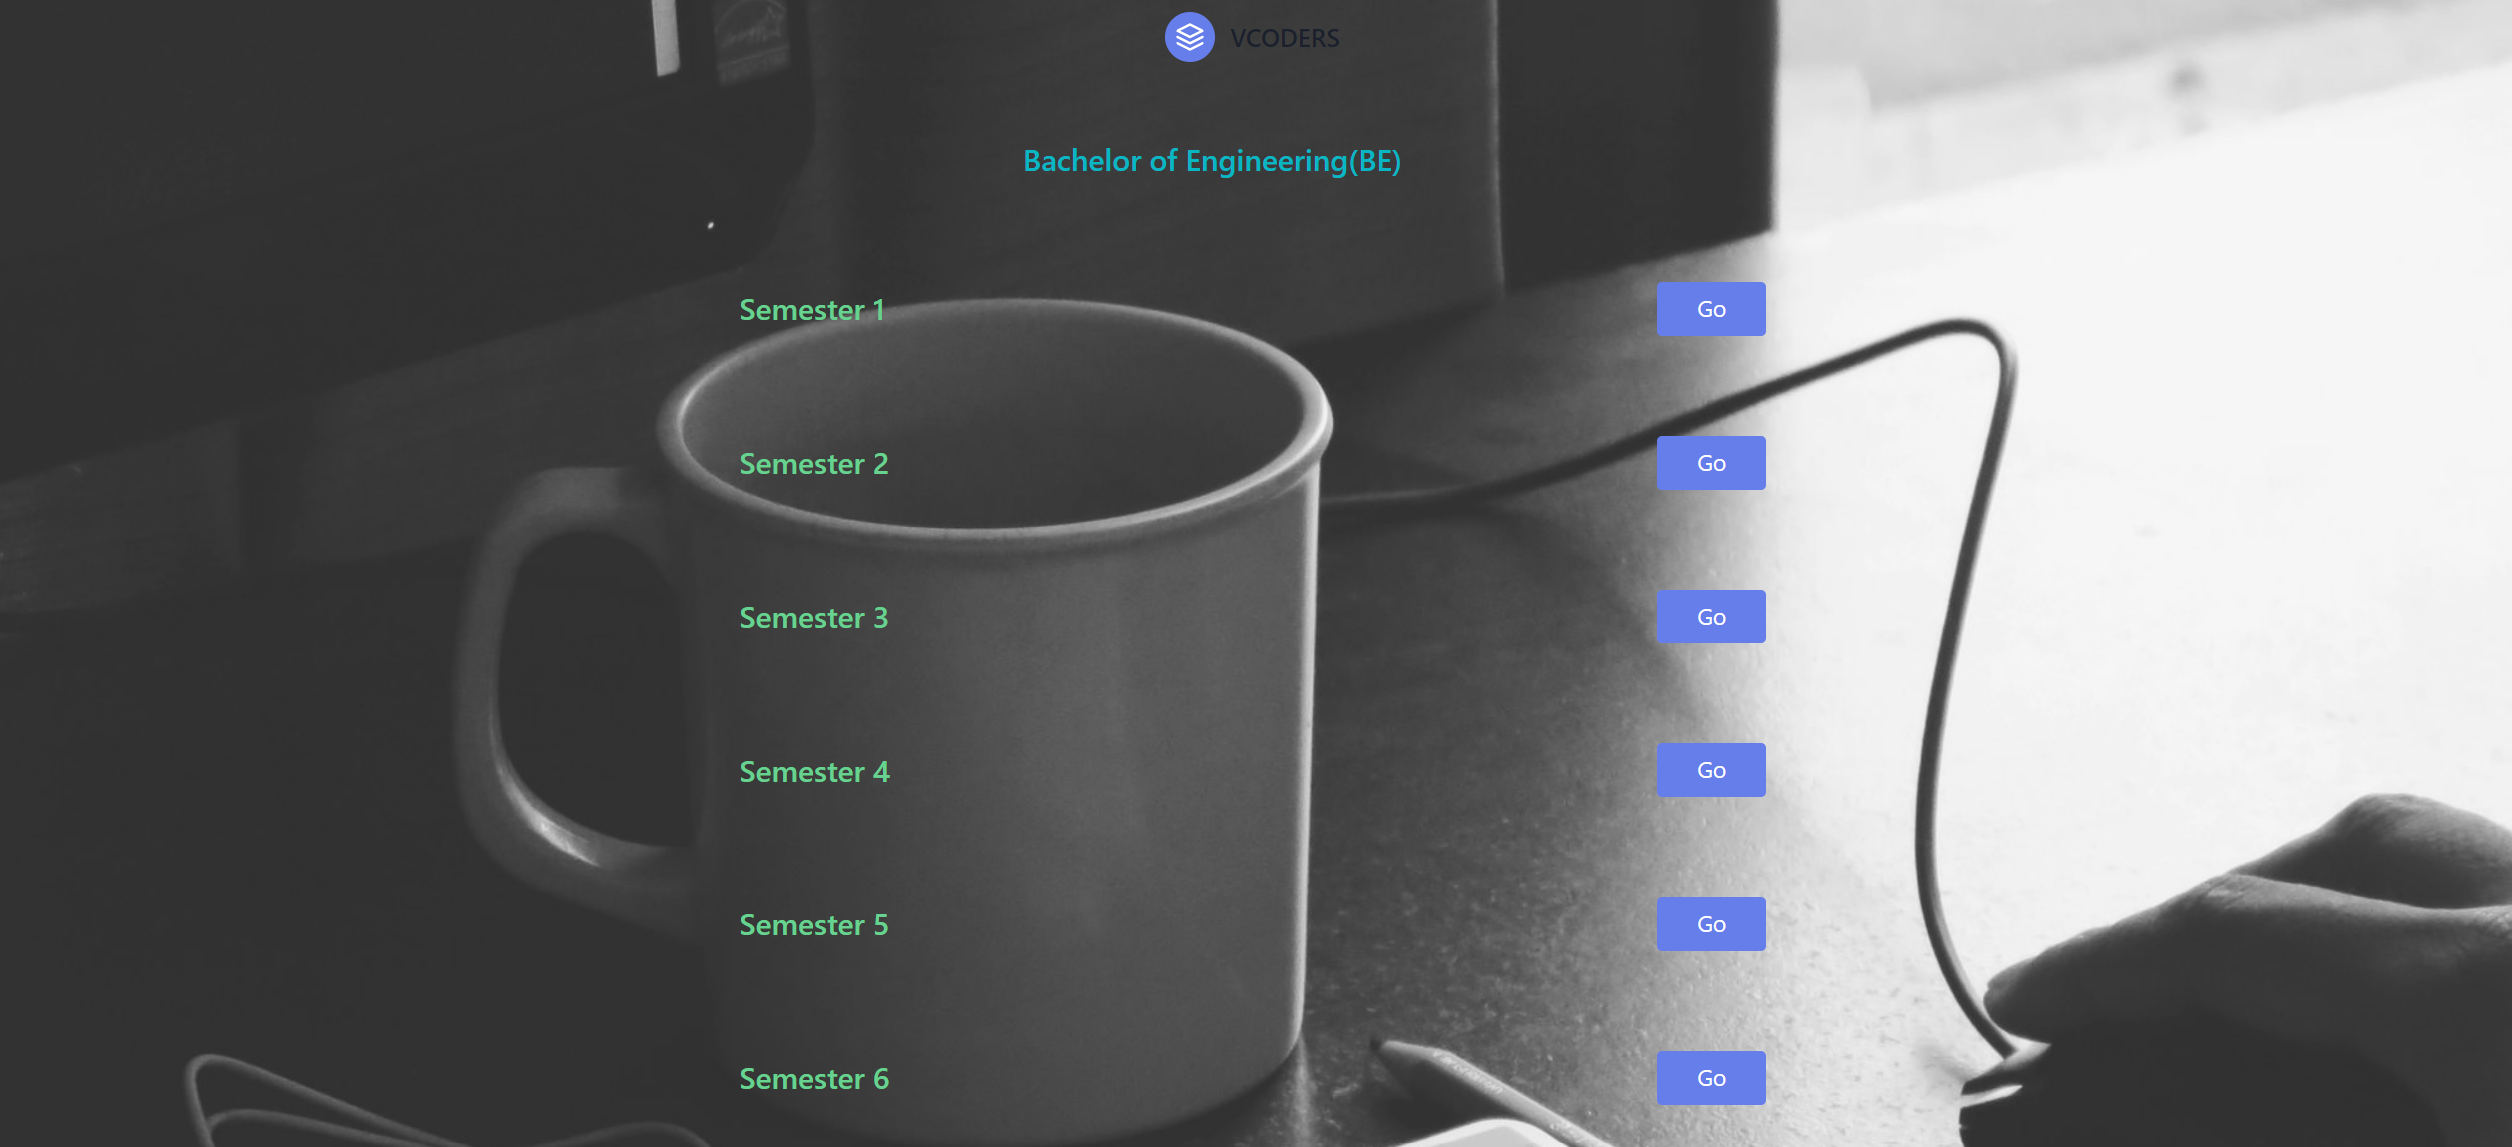 VCODERS
Bachelor of Engineering(BE)
Semester 1 Go
Semester 2 Go
Semester 3 Go
Semester 4 Go
Semester 5 Go
Semester 6 Go